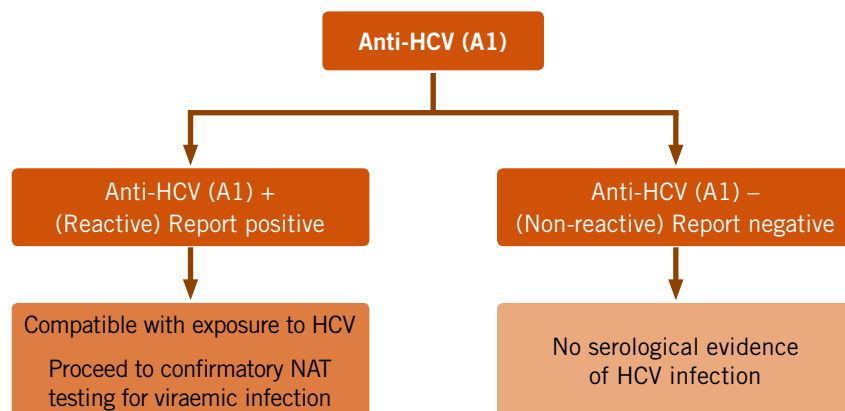 Anti-HCV (A1)
Anti-HCV (A1) +
(Reactive) Report positive
Anti-HCV (A1) –
(Non-reactive) Report negative
Compatible with exposure to HCV
Proceed to confirmatory NAT
testing for viraemic infection
No serological evidence
of HCV infection